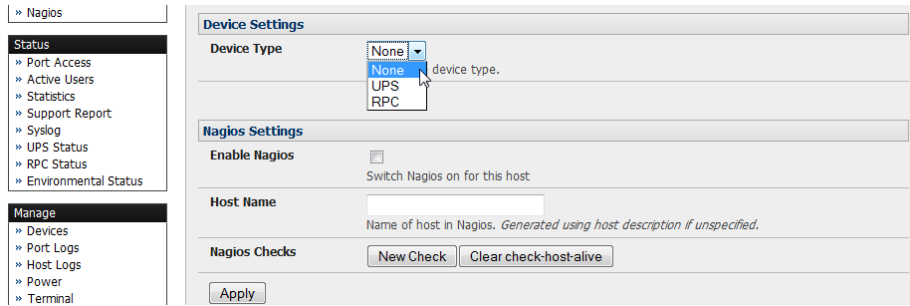 » Nagios
Status
» Port Access
» Active Users
» Statistics
» Support Report
» Syslog
» UPS Status
» RPC Status
» Environmental Status
Manage
» Devices
» Port Logs
» Host Logs
» Power
» Terminal
Device Settings
Device Type
None
None
device type.
UPS
RPC
Nagios Settings
Enable Nagios
Switch Nagios on for this host
Host Name
Name of host in Nagios. Generated using host description if unspecified.
Nagios Checks
New Check Clear check-host-alive
Apply